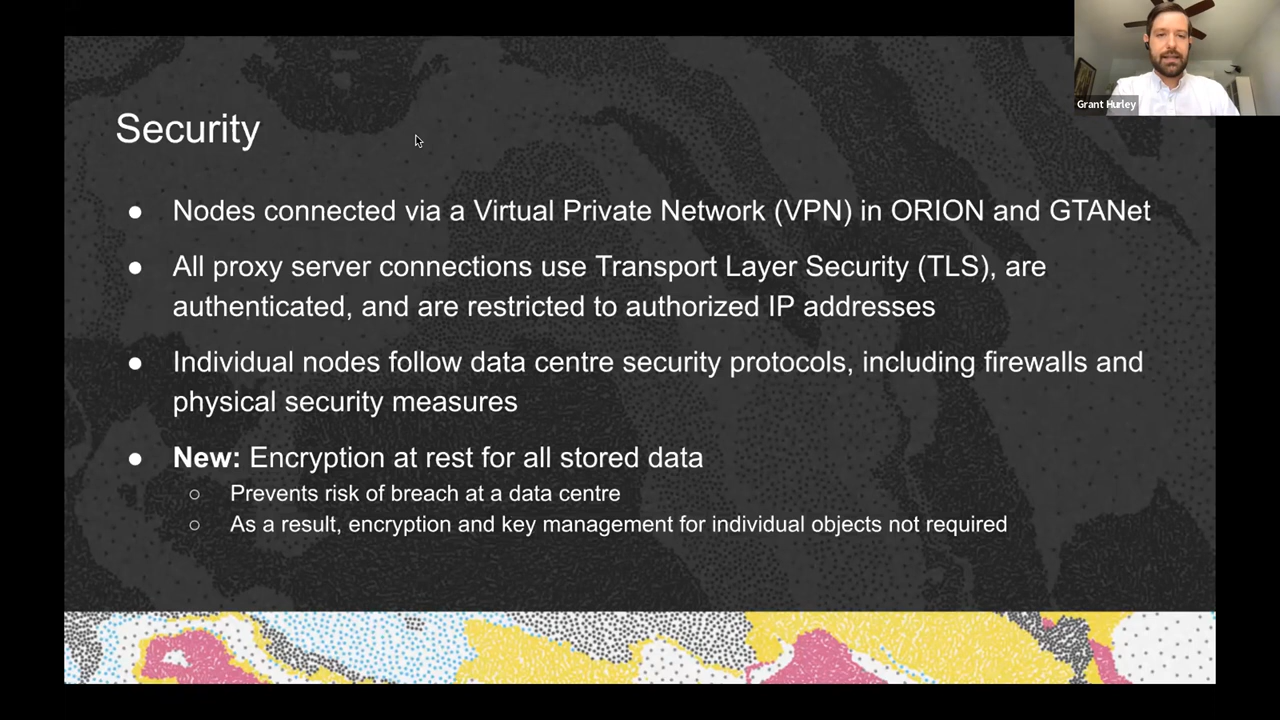 Grant Hurley
Security
● Nodes connected via a Virtual Private Network (VPN) in ORION and GTANet
● All proxy server connections use Transport Layer Security (TLS), are
authenticated, and are restricted to authorized IP addresses
● Individual nodes follow data centre security protocols, including firewalls and
physical security measures
● New: Encryption at rest for all stored data
○ Prevents risk of breach at a data centre
○ As a result, encryption and key management for individual objects not required